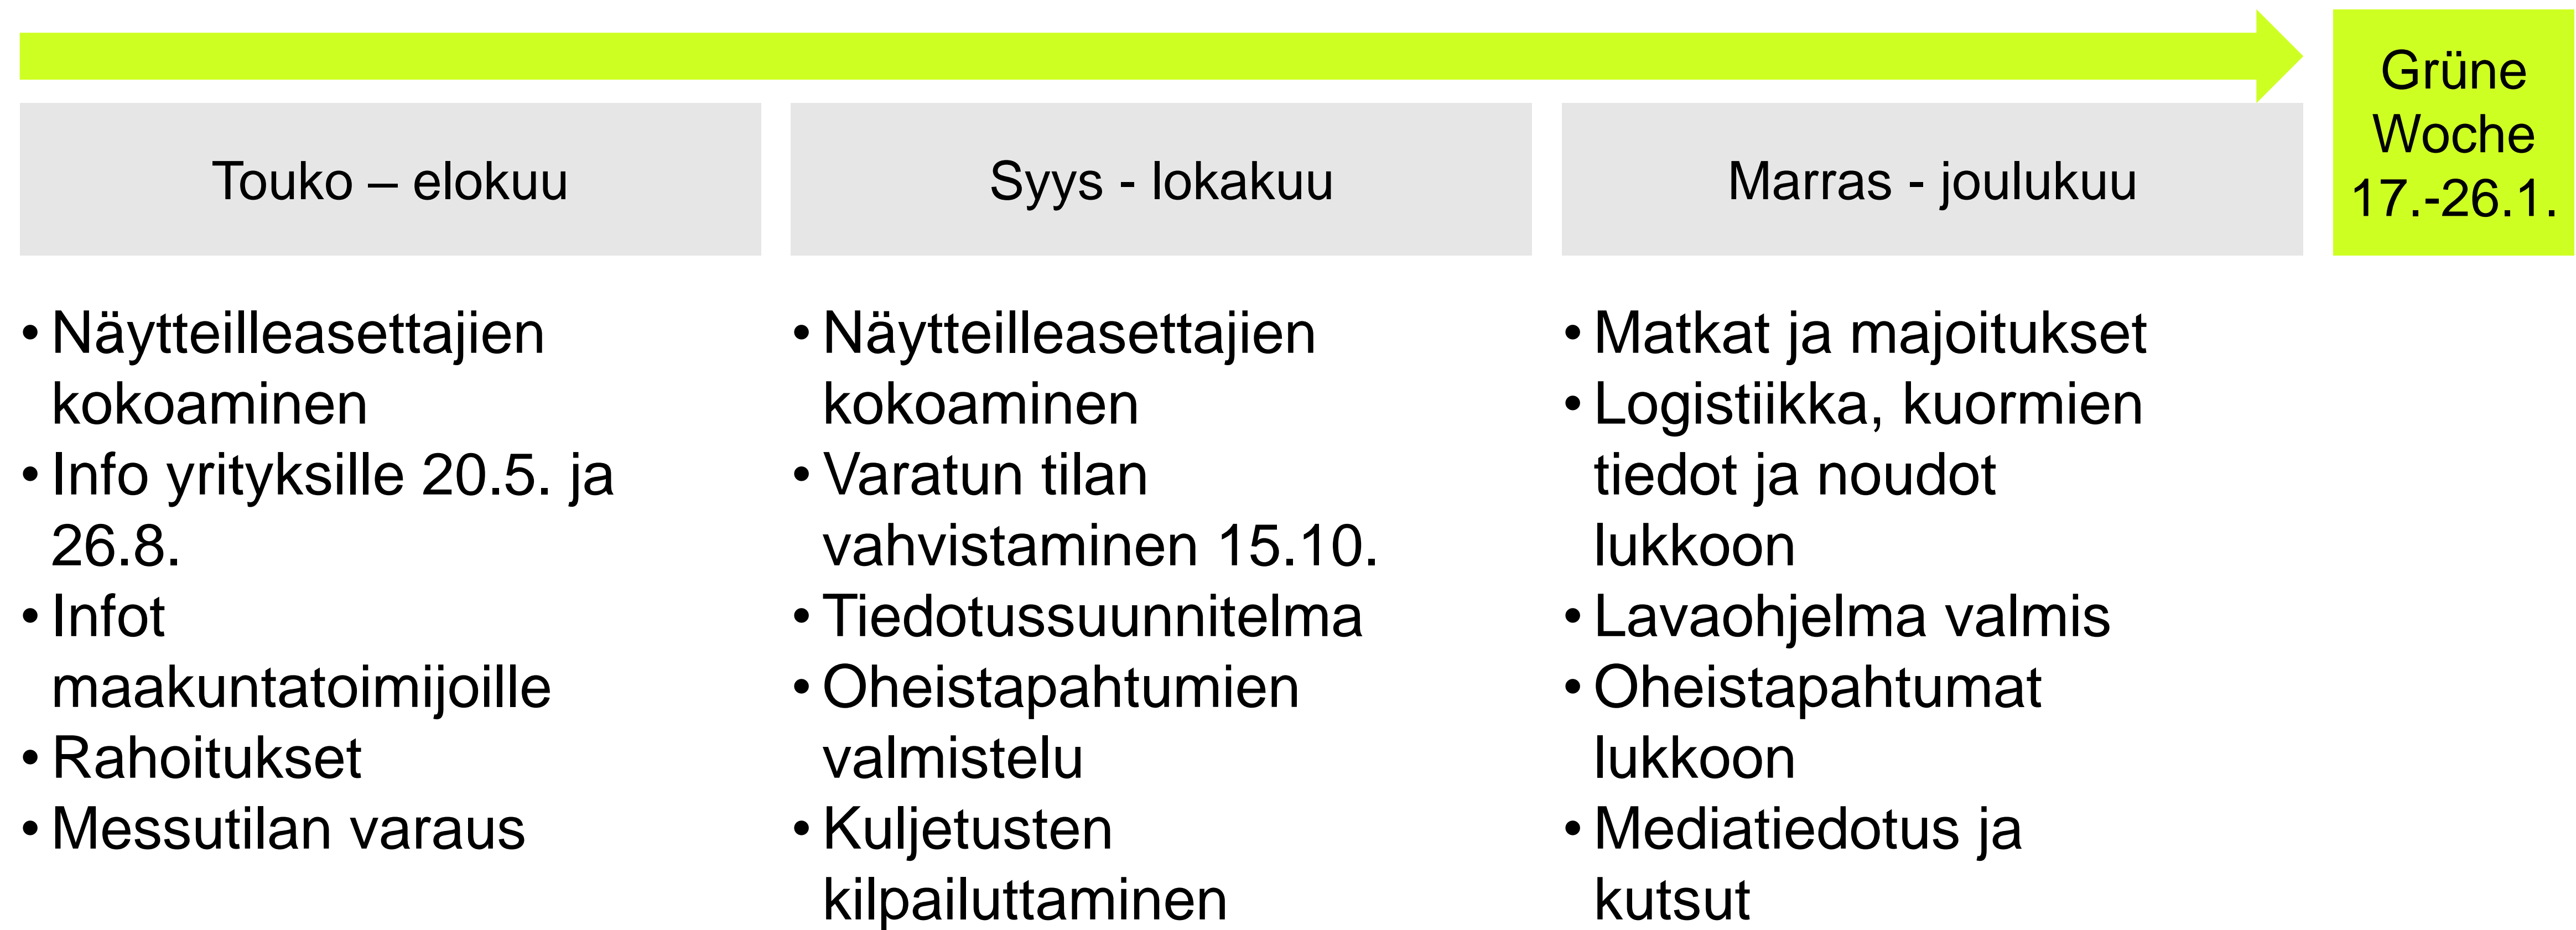 Grüne
Woche
17.-26.1.
Touko – elokuu
Syys - lokakuu
Marras - joulukuu
• Näytteilleasettajien
kokoaminen
• Info yrityksille 20.5. ja
26.8.
• Infot
maakuntatoimijoille
• Rahoitukset
• Messutilan varaus
• Näytteilleasettajien
kokoaminen
• Varatun tilan
vahvistaminen 15.10.
• Tiedotussuunnitelma
• Oheistapahtumien
valmistelu
• Kuljetusten
kilpailuttaminen
• Matkat ja majoitukset
• Logistiikka, kuormien
tiedot ja noudot
lukkoon
• Lavaohjelma valmis
• Oheistapahtumat
lukkoon
• Mediatiedotus ja
kutsut